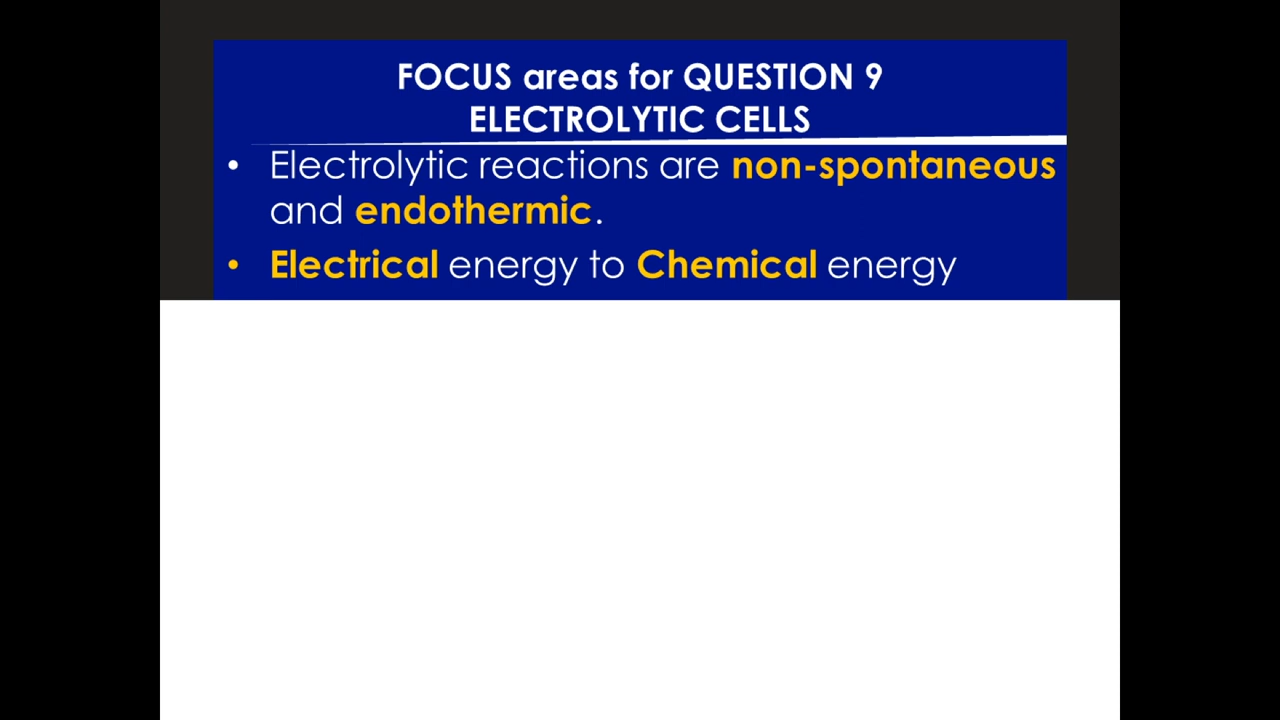 FOCUS areas for QUESTION 9
ELECTROLYTIC CELLS
• Electrolytic reactions are non-spontaneous
and endothermic.
• Electrical energy to Chemical energy